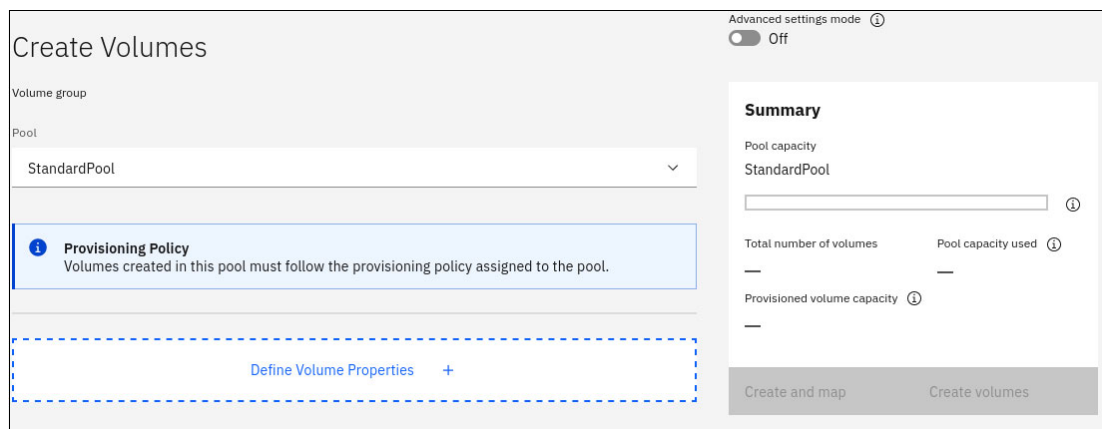 Create Volumes
Volume group
Pool
StandardPool
Provisioning Policy
Volumes created in this pool must follow the provisioning policy assigned to the pool.
Define Volume Properties +
Advanced settings mode
Off
Summary
Pool capacity
StandardPool
Total number of volumes
—
Pool capacity used
—
Provisioned volume capacity
—
Create and map
Create volumes